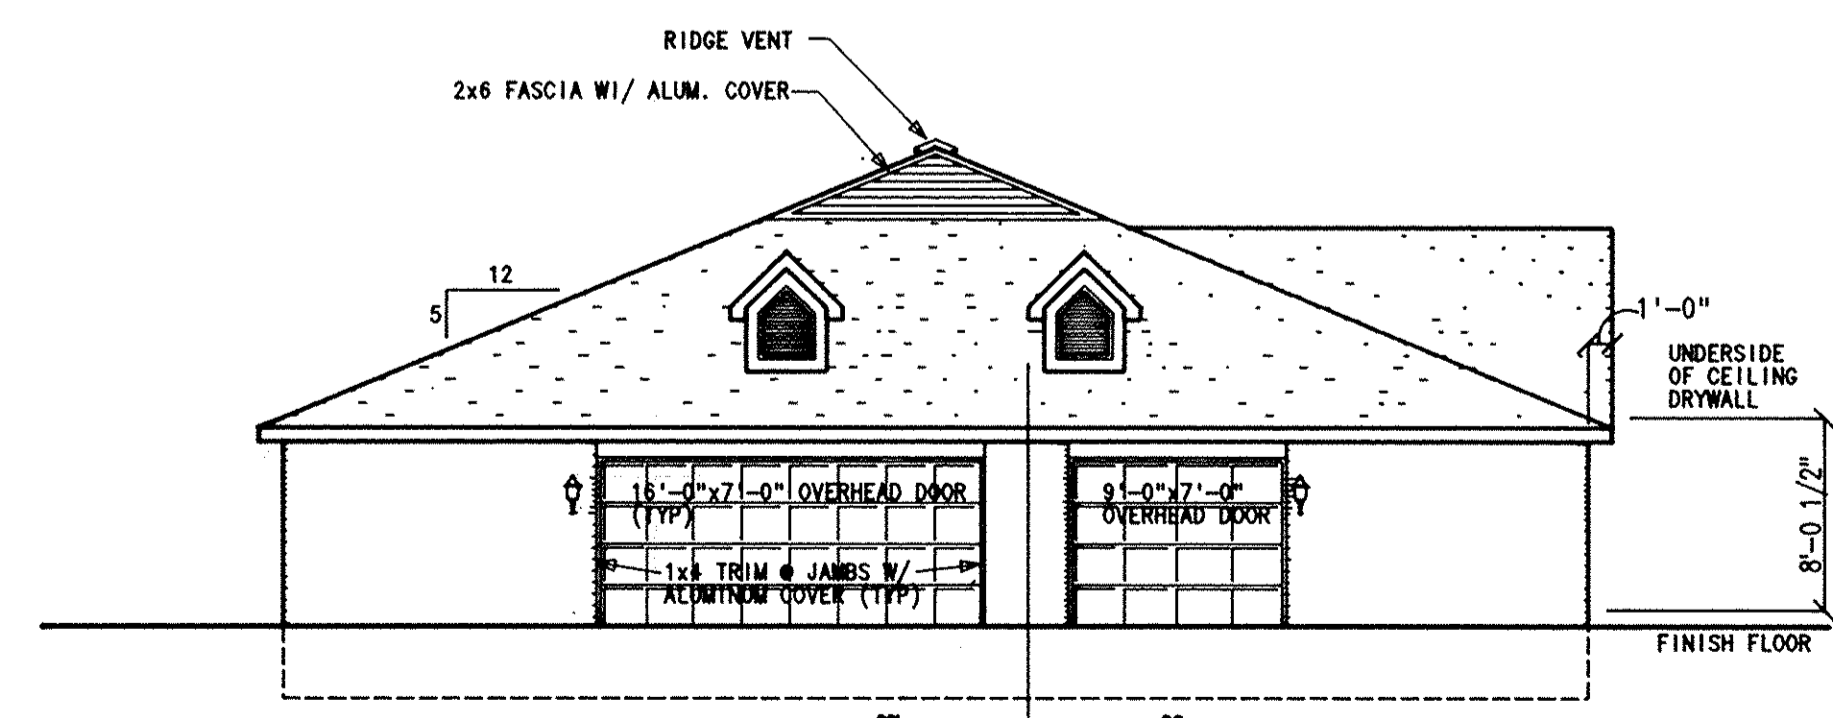 RIDGE VENT
2x6 FASCIA WI/ ALUM. COVER
12
5
1'-0"
UNDERSIDE
OF CEILING
DRYWALL
16'-0"x7'-0" OVERHEAD DOOR
(TYP)
9'-0"x7'-0"
OVERHEAD DOOR
8'-0 1/2"
1x4 TRIM @ JAMBS W/
ALUMINUM COVER (TYP)
FINISH FLOOR